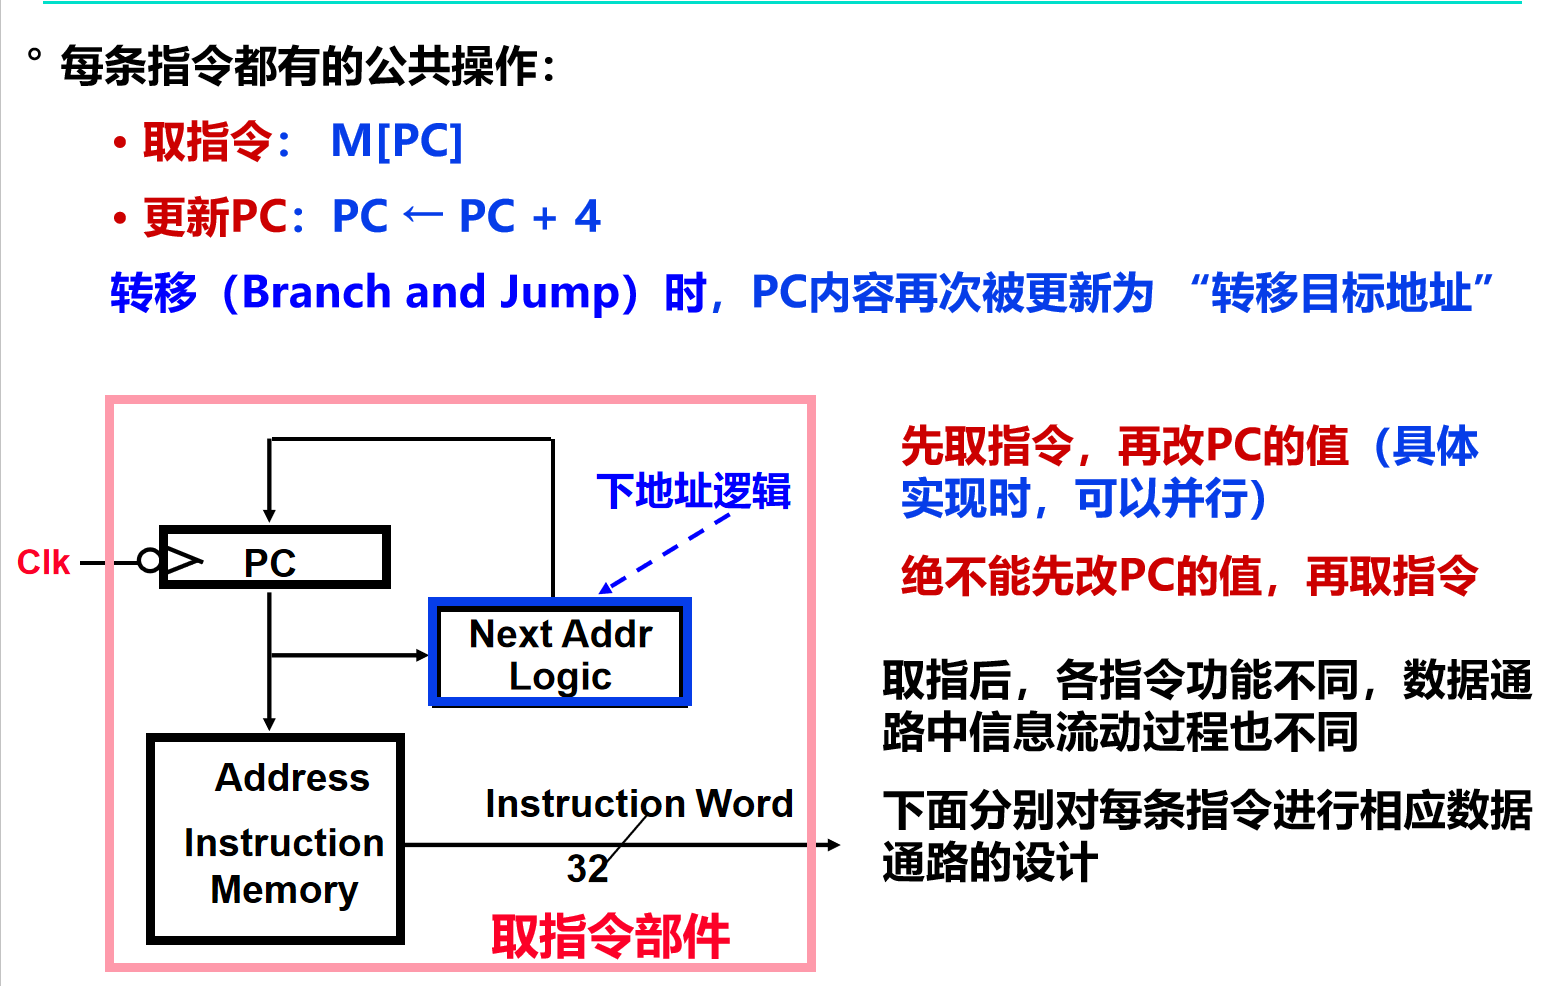 ° 每条指令都有的公共操作：
• 取指令： M[PC]
• 更新PC：PC ← PC + 4
转移（Branch and Jump）时，PC内容再次被更新为 “转移目标地址”
先取指令，再改PC的值（具体
实现时，可以并行）
绝不能先改PC的值，再取指令
取指后，各指令功能不同，数据通
路中信息流动过程也不同
下面分别对每条指令进行相应数据
通路的设计
下地址逻辑
Clk
PC
Next Addr
Logic
Address
Instruction
Memory
Instruction Word
32
取指令部件